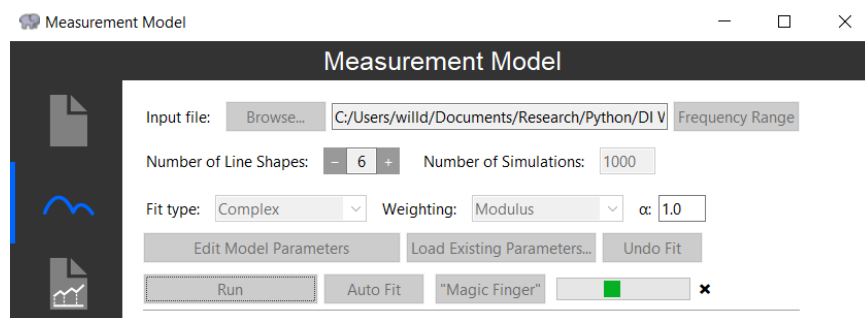 Measurement Model
Measurement Model
Input file: Browse... C:/Users/willd/Documents/Research/Python/DI Frequency Range
Number of Line Shapes: − 6 + Number of Simulations: 1000
Fit type: Complex Weighting: Modulus α: 1.0
Edit Model Parameters Load Existing Parameters... Undo Fit
Run Auto Fit "Magic Finger"